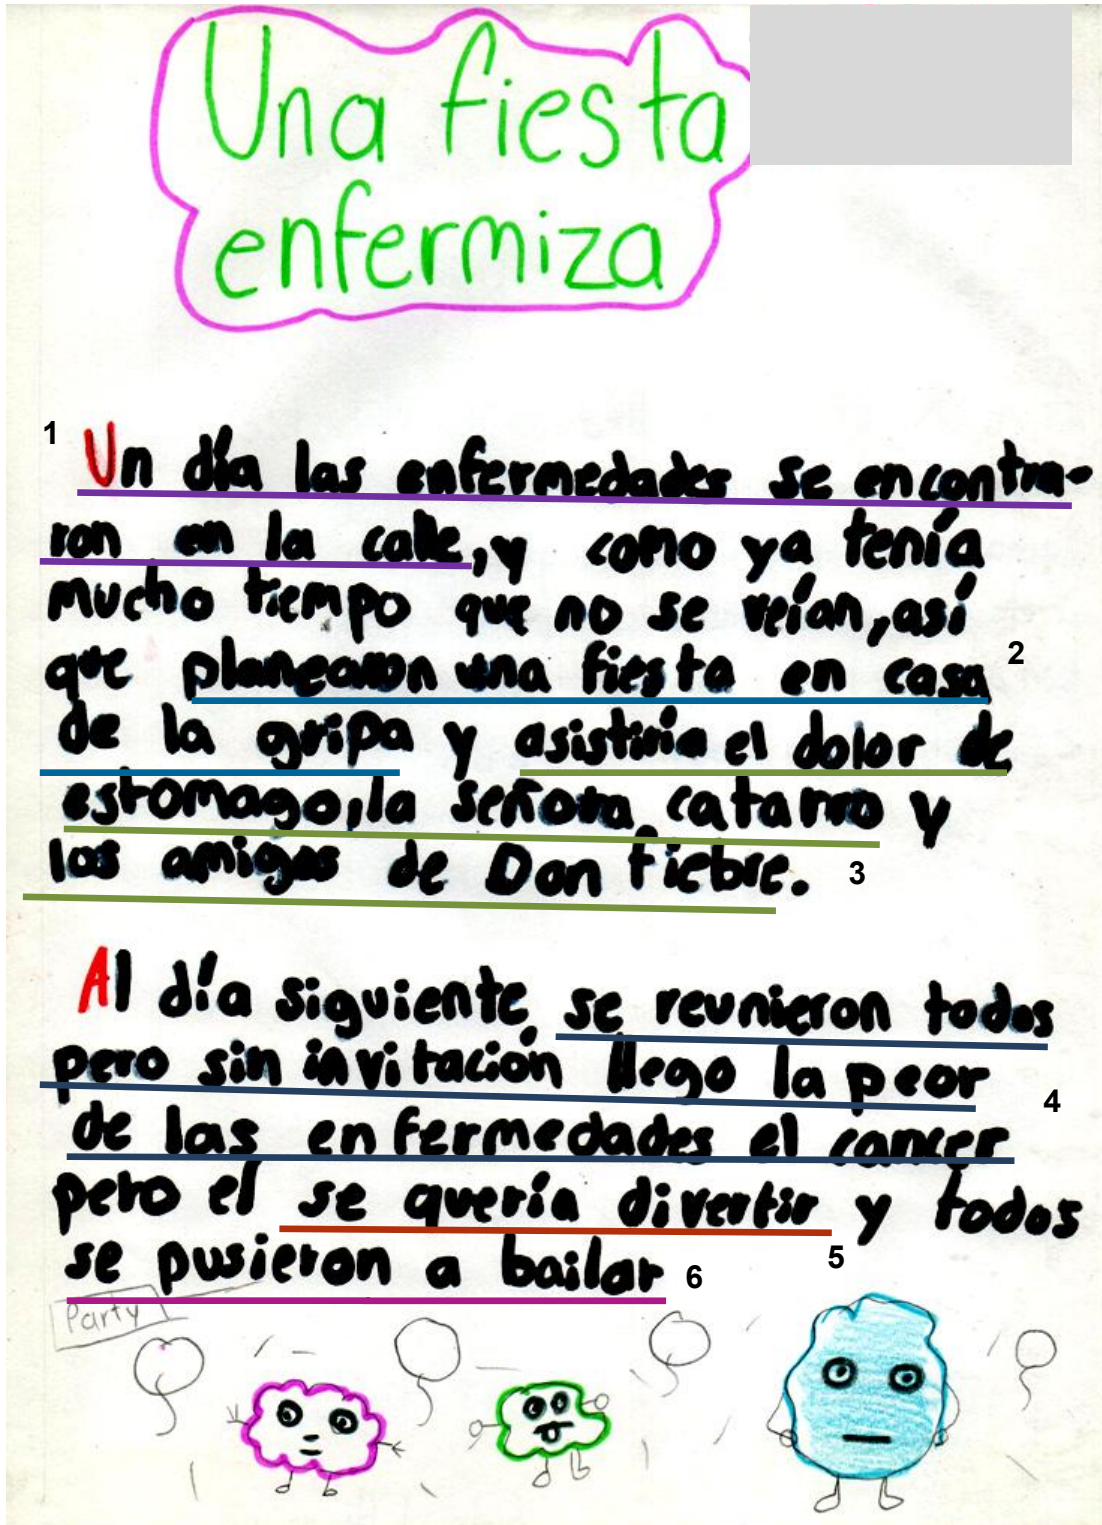 Una fiesta
enfermiza
1
Un día las enfermedades se encontra-
ron en la calle, y como ya tenía
mucho tiempo que no se veían, así
que planearon una fiesta en casa 2
de la gripa y asistiría el dolor de
estomago, la señora catarro y
los amigos de Don fiebre. 3
Al día siguiente se reunieron todos
pero sin invitación llego la peor
4
de las enfermedades el cancer
pero el se quería divertir y todos
5
se pusieron a bailar 6
Party